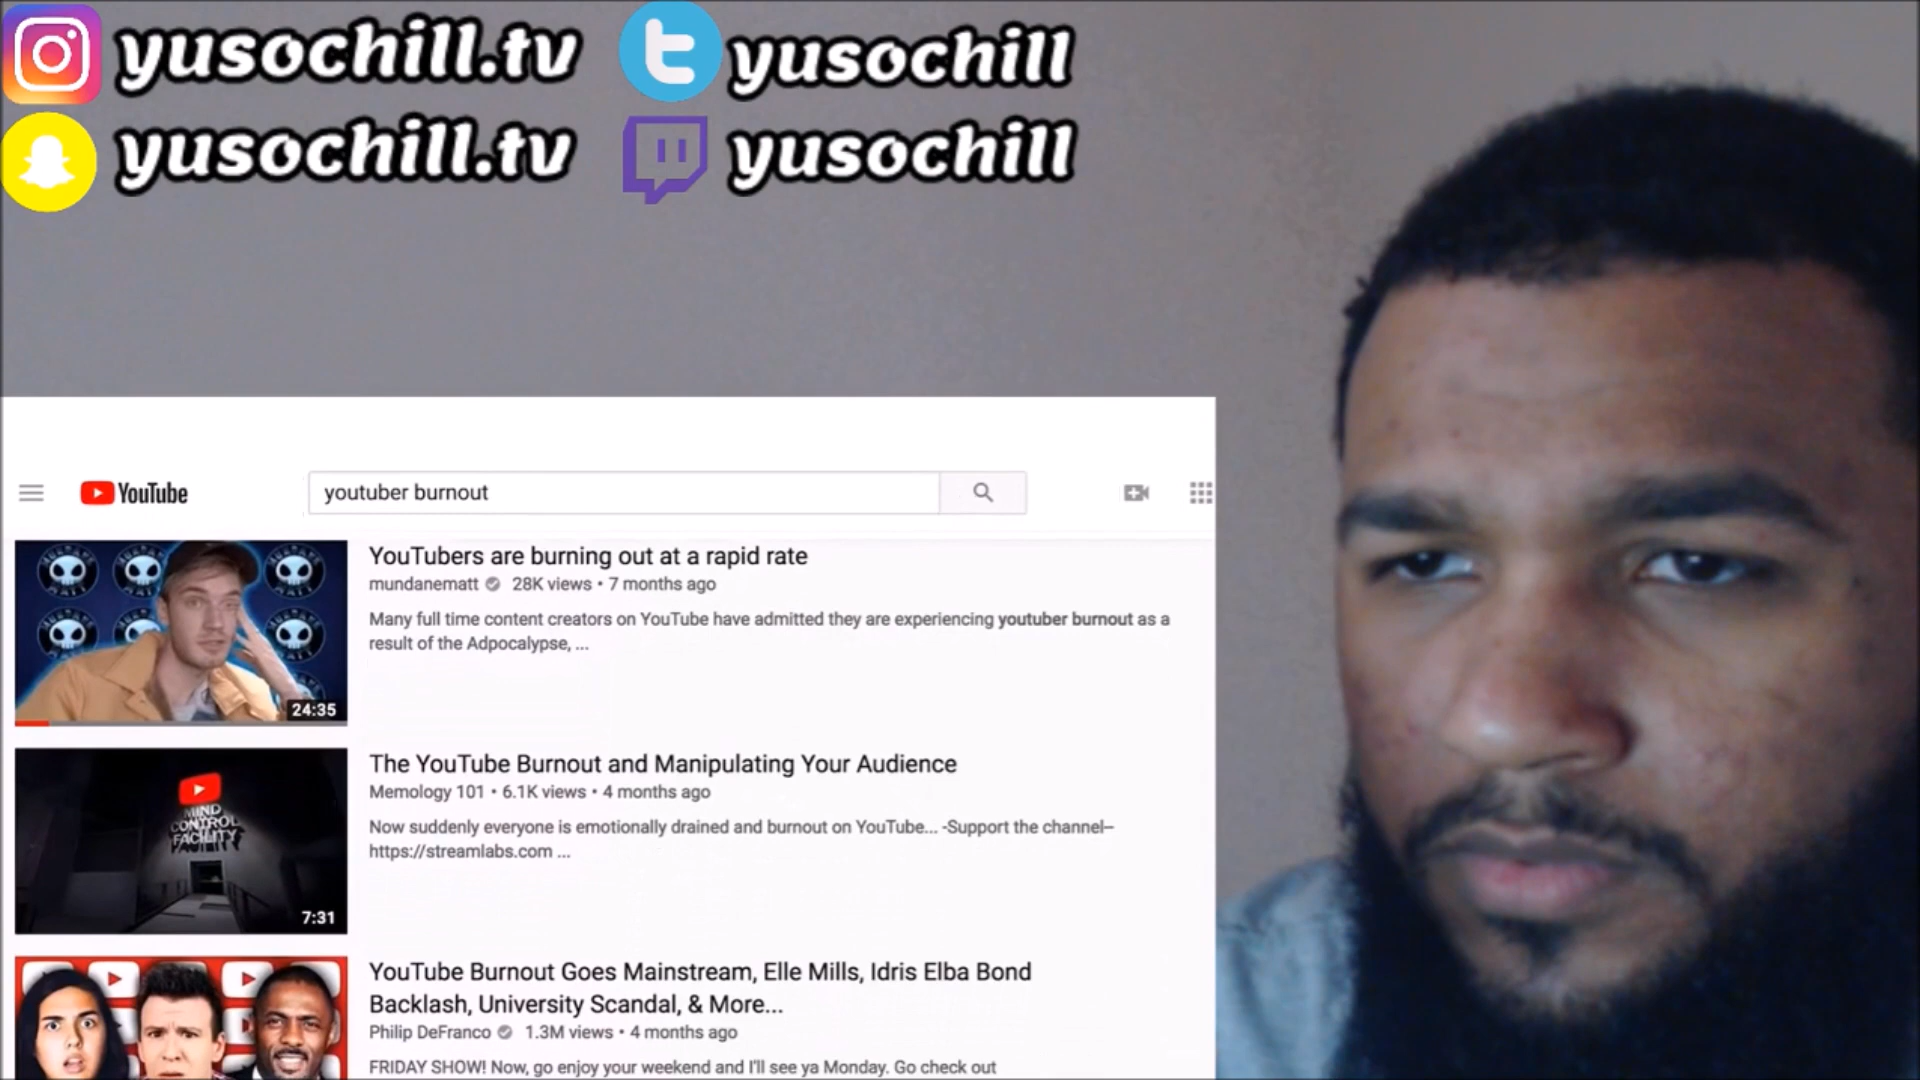 yusochill.tv yusochill
yusochill.tv yusochill
YouTube youtuber burnout
YouTubers are burning out at a rapid rate
mundanematt 28K views • 7 months ago
Many full time content creators on YouTube have admitted they are experiencing youtuber burnout as a
result of the Adpocalypse, ...
24:35
The YouTube Burnout and Manipulating Your Audience
Memology 101 • 6.1K views • 4 months ago
MIND
CONTROL
FACILITY
Now suddenly everyone is emotionally drained and burnout on YouTube... -Support the channel--
https://streamlabs.com ...
7:31
YouTube Burnout Goes Mainstream, Elle Mills, Idris Elba Bond
Backlash, University Scandal, & More...
Philip DeFranco 1.3M views • 4 months ago
FRIDAY SHOW! Now, go enjoy your weekend and I'll see ya Monday. Go check out